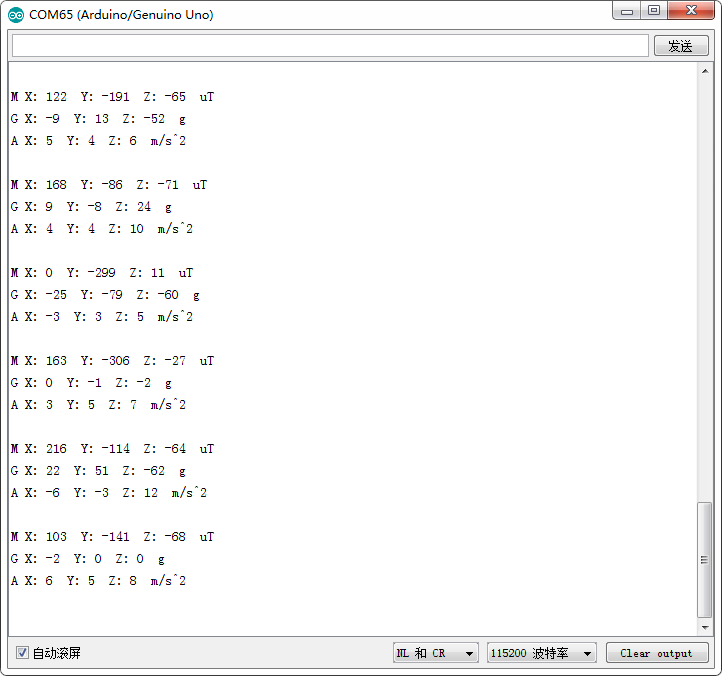 COM65 (Arduino/Genuino Uno)
发送
M X: 122  Y: -191  Z: -65  uT
G X: -9  Y: 13  Z: -52  g
A X: 5  Y: 4  Z: 6  m/s^2
M X: 168  Y: -86  Z: -71  uT
G X: 9  Y: -8  Z: 24  g
A X: 4  Y: 4  Z: 10  m/s^2
M X: 0  Y: -299  Z: 11  uT
G X: -25  Y: -79  Z: -60  g
A X: -3  Y: 3  Z: 5  m/s^2
M X: 163  Y: -306  Z: -27  uT
G X: 0  Y: -1  Z: -2  g
A X: 3  Y: 5  Z: 7  m/s^2
M X: 216  Y: -114  Z: -64  uT
G X: 22  Y: 51  Z: -62  g
A X: -6  Y: -3  Z: 12  m/s^2
M X: 103  Y: -141  Z: -68  uT
G X: -2  Y: 0  Z: 0  g
A X: 6  Y: 5  Z: 8  m/s^2
自动滚屏 NL 和 CR 115200 波特率 Clear output